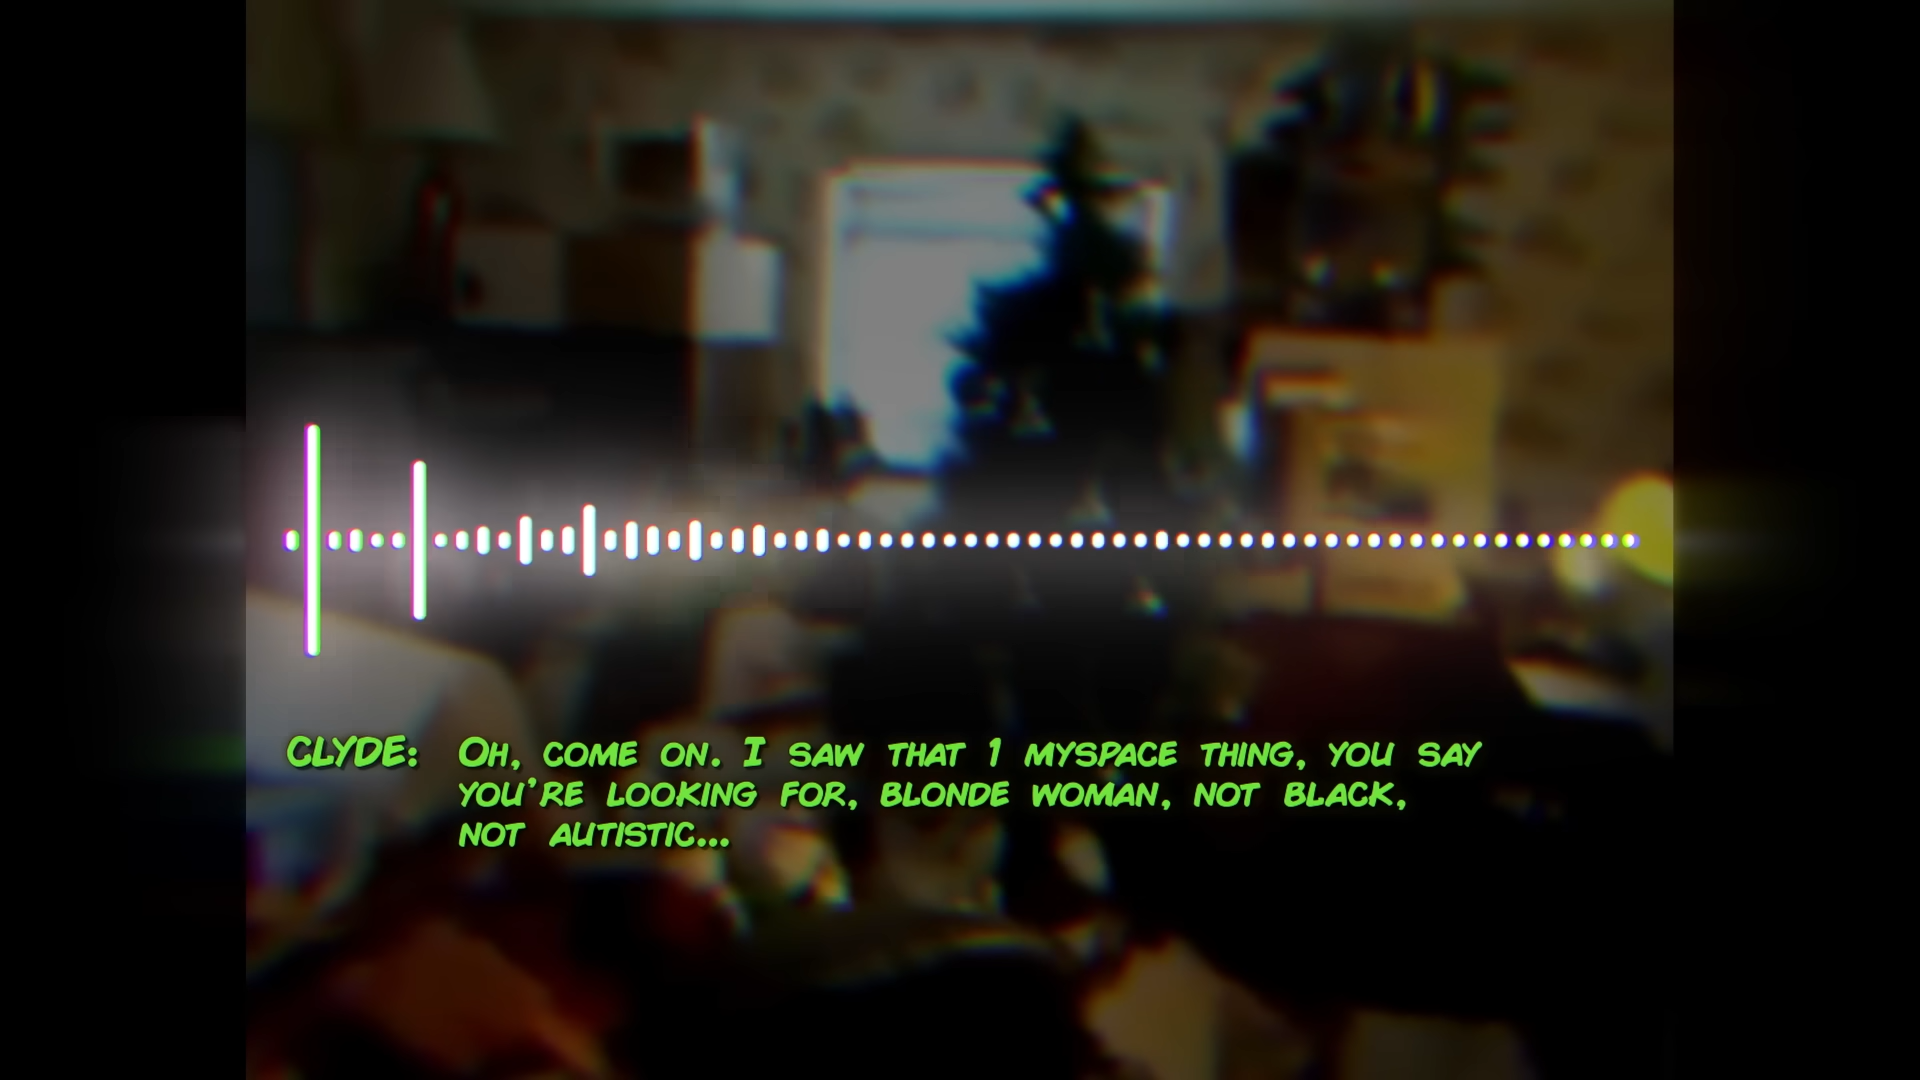 CLYDE: OH, COME ON. I SAW THAT 1 MYSPACE THING, YOU SAY
YOU'RE LOOKING FOR, BLONDE WOMAN, NOT BLACK,
NOT AUTISTIC...